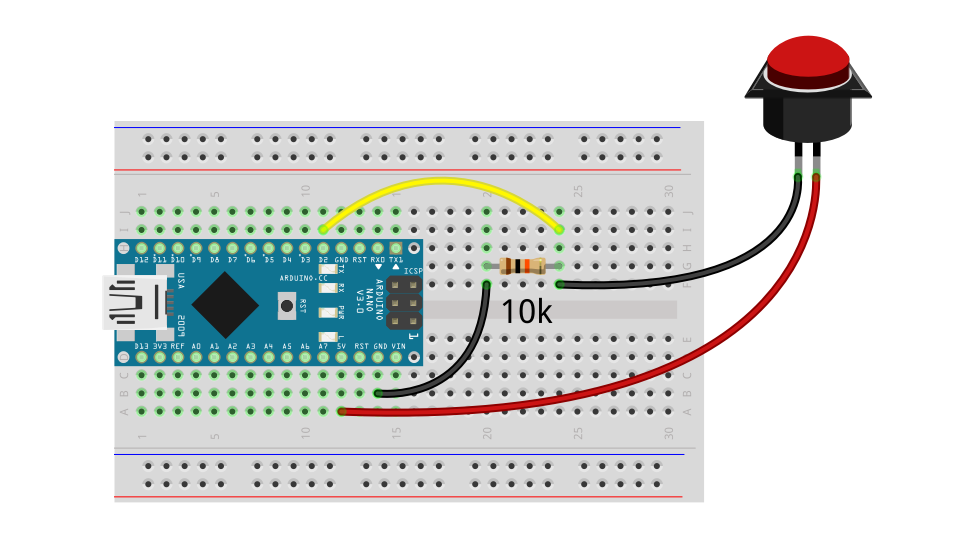 1 5 10 15 20 25 30
J J
I I
H H
G
F
D12 D11 D10 D9 D8 D7 D6 D5 D4 D3 D2 GND RST RXD TX1
TX
RX
PWR
L
ARDUINO.CC
RST
ARDUINO
NANO
V3.0
ICSP
1
USA
2009
D13 3V3 REF A0 A1 A2 A3 A4 A5 A6 A7 5V RST GND VIN
10k
E
D D
C C
B B
A A
1 5 10 15 20 25 30